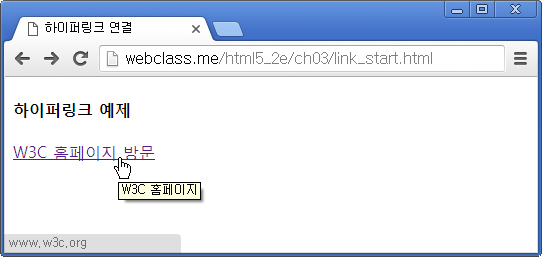 하이퍼링크 연결
webclass.me/html5_2e/ch03/link_start.html
하이퍼링크 예제
W3C 홈페이지 방문
W3C 홈페이지
www.w3c.org